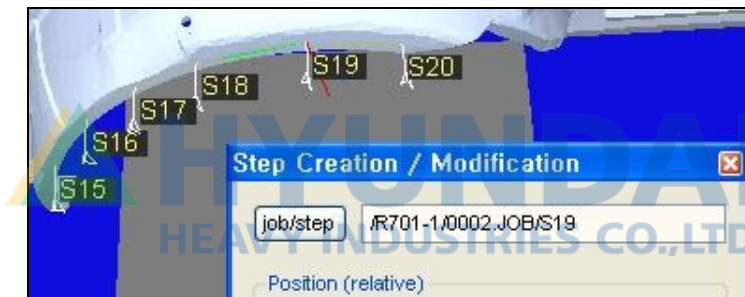 S19 S20
S18
S17
S16
S15
HYUNDAI
HEAVY INDUSTRIES CO.,LTD
Step Creation / Modification
job/step /R701-1/0002.JOB/S19
Position (relative)